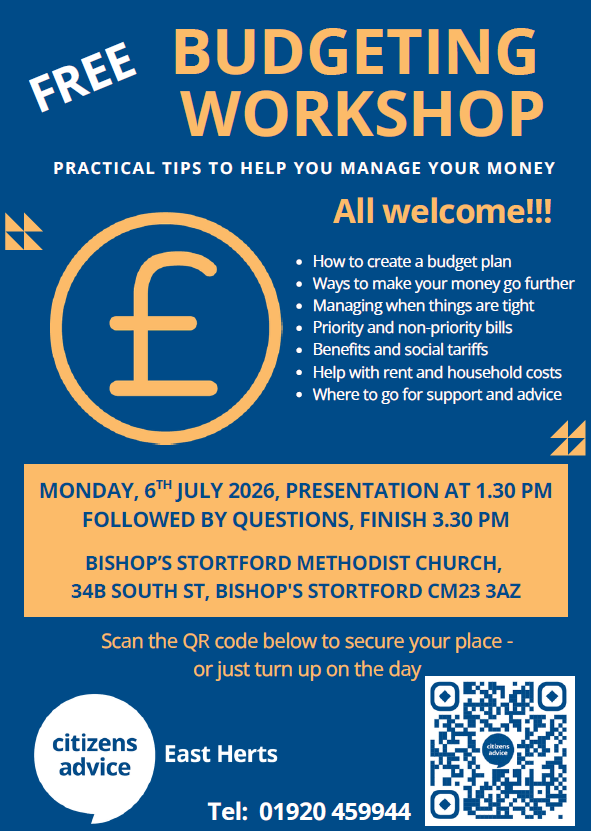 FREE
BUDGETING
WORKSHOP
PRACTICAL TIPS TO HELP YOU MANAGE YOUR MONEY
All welcome!!!
£
• How to create a budget plan
• Ways to make your money go further
• Managing when things are tight
• Priority and non-priority bills
• Benefits and social tariffs
• Help with rent and household costs
• Where to go for support and advice
MONDAY, 6TH JULY 2026, PRESENTATION AT 1.30 PM
FOLLOWED BY QUESTIONS, FINISH 3.30 PM
BISHOP’S STORTFORD METHODIST CHURCH,
34B SOUTH ST, BISHOP'S STORTFORD CM23 3AZ
Scan the QR code below to secure your place -
or just turn up on the day
citizens
advice
East Herts
citizens
advice
Tel: 01920 459944